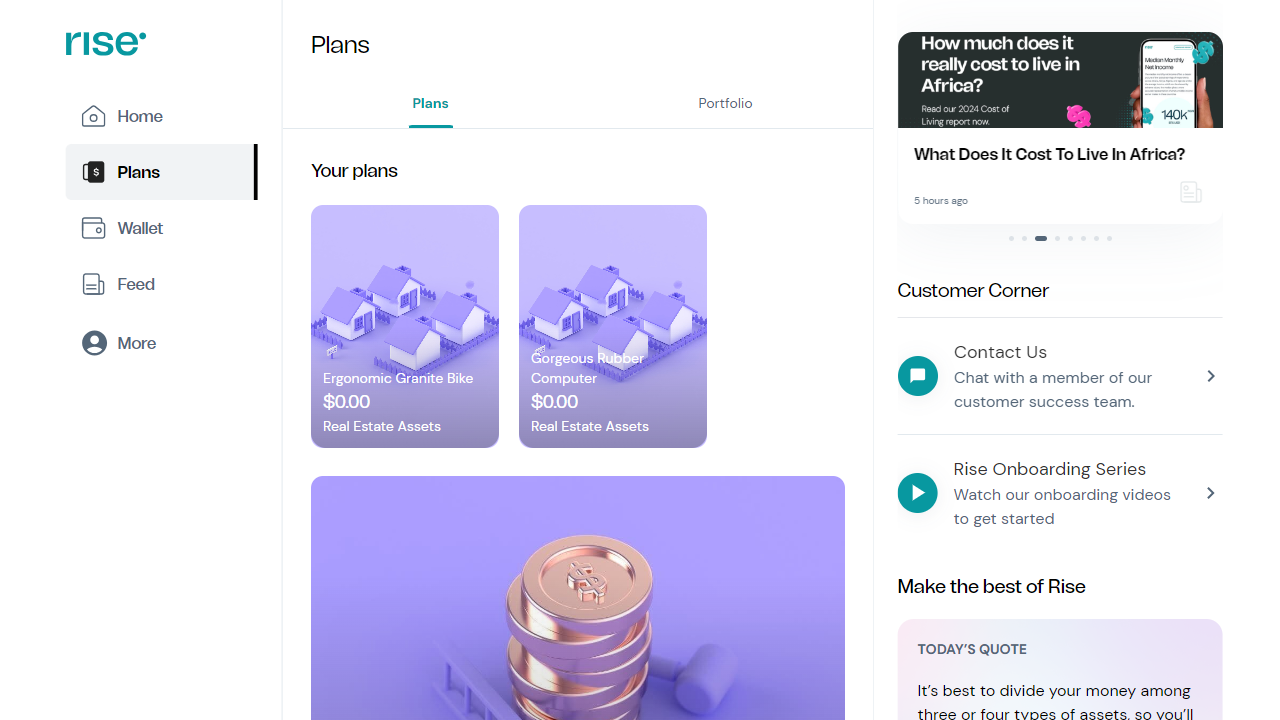 rise
Home
Plans
Wallet
Feed
More
Plans
Plans
Portfolio
Your plans
Ergonomic Granite Bike
$0.00
Real Estate Assets
Gorgeous Rubber
Computer
$0.00
Real Estate Assets
How much does it
really cost to live in
Africa?
Read our 2024 Cost of
Living report now.
Median Monthly
Net Income
140k
What Does It Cost To Live In Africa?
5 hours ago
Customer Corner
Contact Us
Chat with a member of our
customer success team.
Rise Onboarding Series
Watch our onboarding videos
to get started
Make the best of Rise
TODAY’S QUOTE
It’s best to divide your money among
three or four types of assets, so you’ll